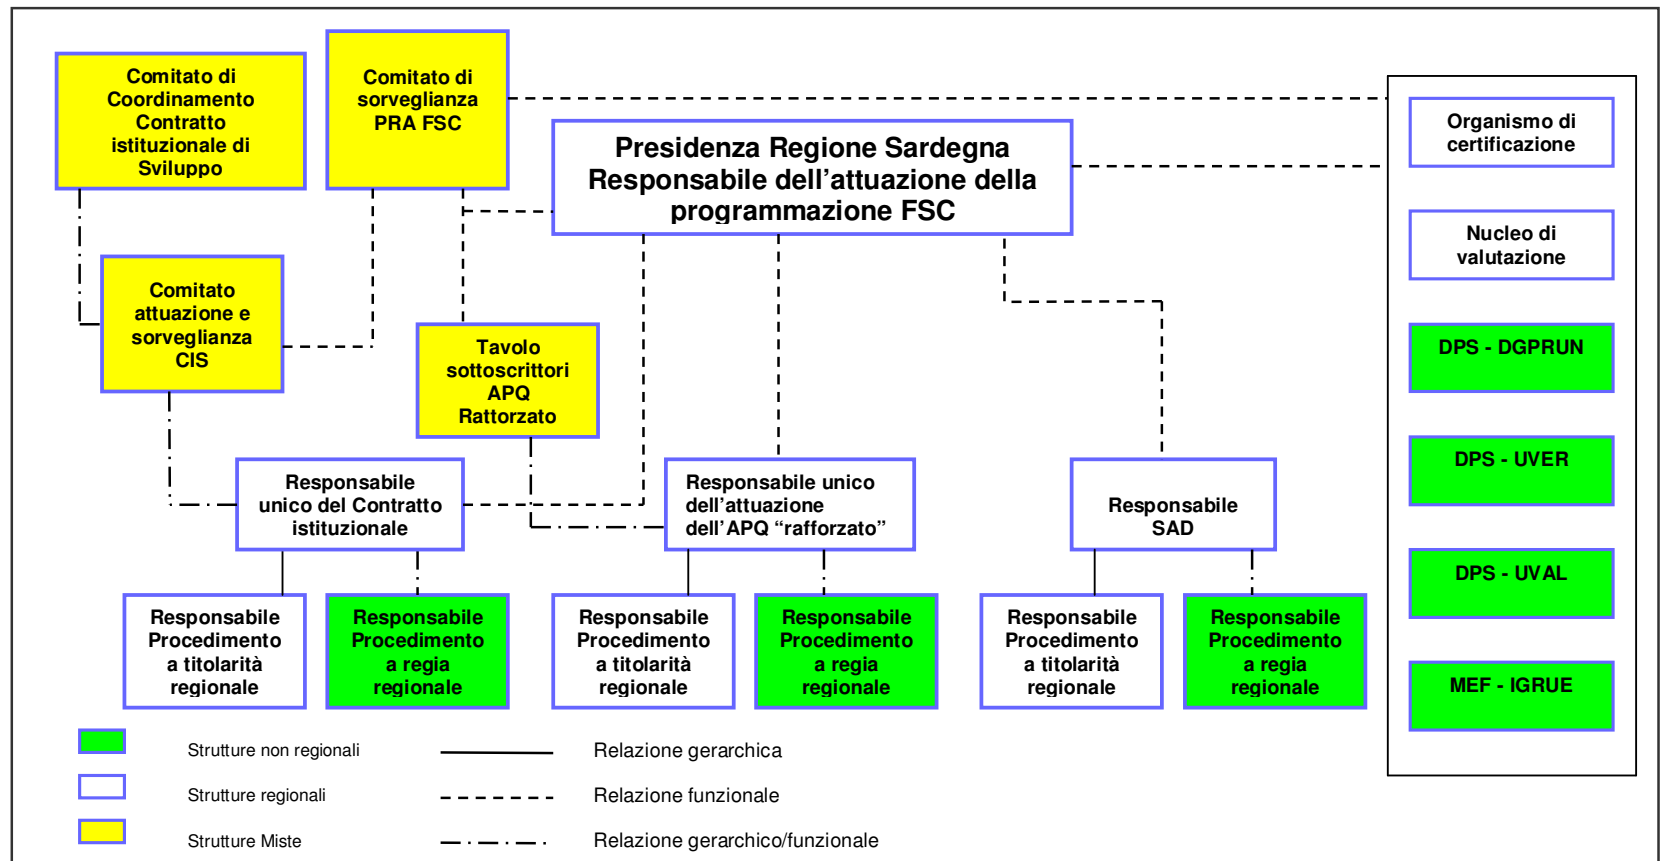 Comitato di
Coordinamento
Contratto
istituzionale di
Sviluppo
Comitato di
sorveglianza
PRA FSC
Presidenza Regione Sardegna
Responsabile dell’attuazione della
programmazione FSC
Organismo di
certificazione
Nucleo di
valutazione
DPS - DGPRUN
DPS - UVER
DPS - UVAL
MEF - IGRUE
Comitato
attuazione e
sorveglianza
CIS
Tavolo
sottoscrittori
APQ
Rattorzato
Responsabile
unico del Contratto
istituzionale
Responsabile unico
dell’attuazione
dell’APQ “rafforzato”
Responsabile
SAD
Responsabile
Procedimento
a titolarità
regionale
Responsabile
Procedimento
a regia
regionale
Responsabile
Procedimento
a titolarità
regionale
Responsabile
Procedimento
a regia
regionale
Responsabile
Procedimento
a titolarità
regionale
Responsabile
Procedimento
a regia
regionale
Strutture non regionali
Relazione gerarchica
Strutture regionali
Relazione funzionale
Strutture Miste
Relazione gerarchico/funzionale